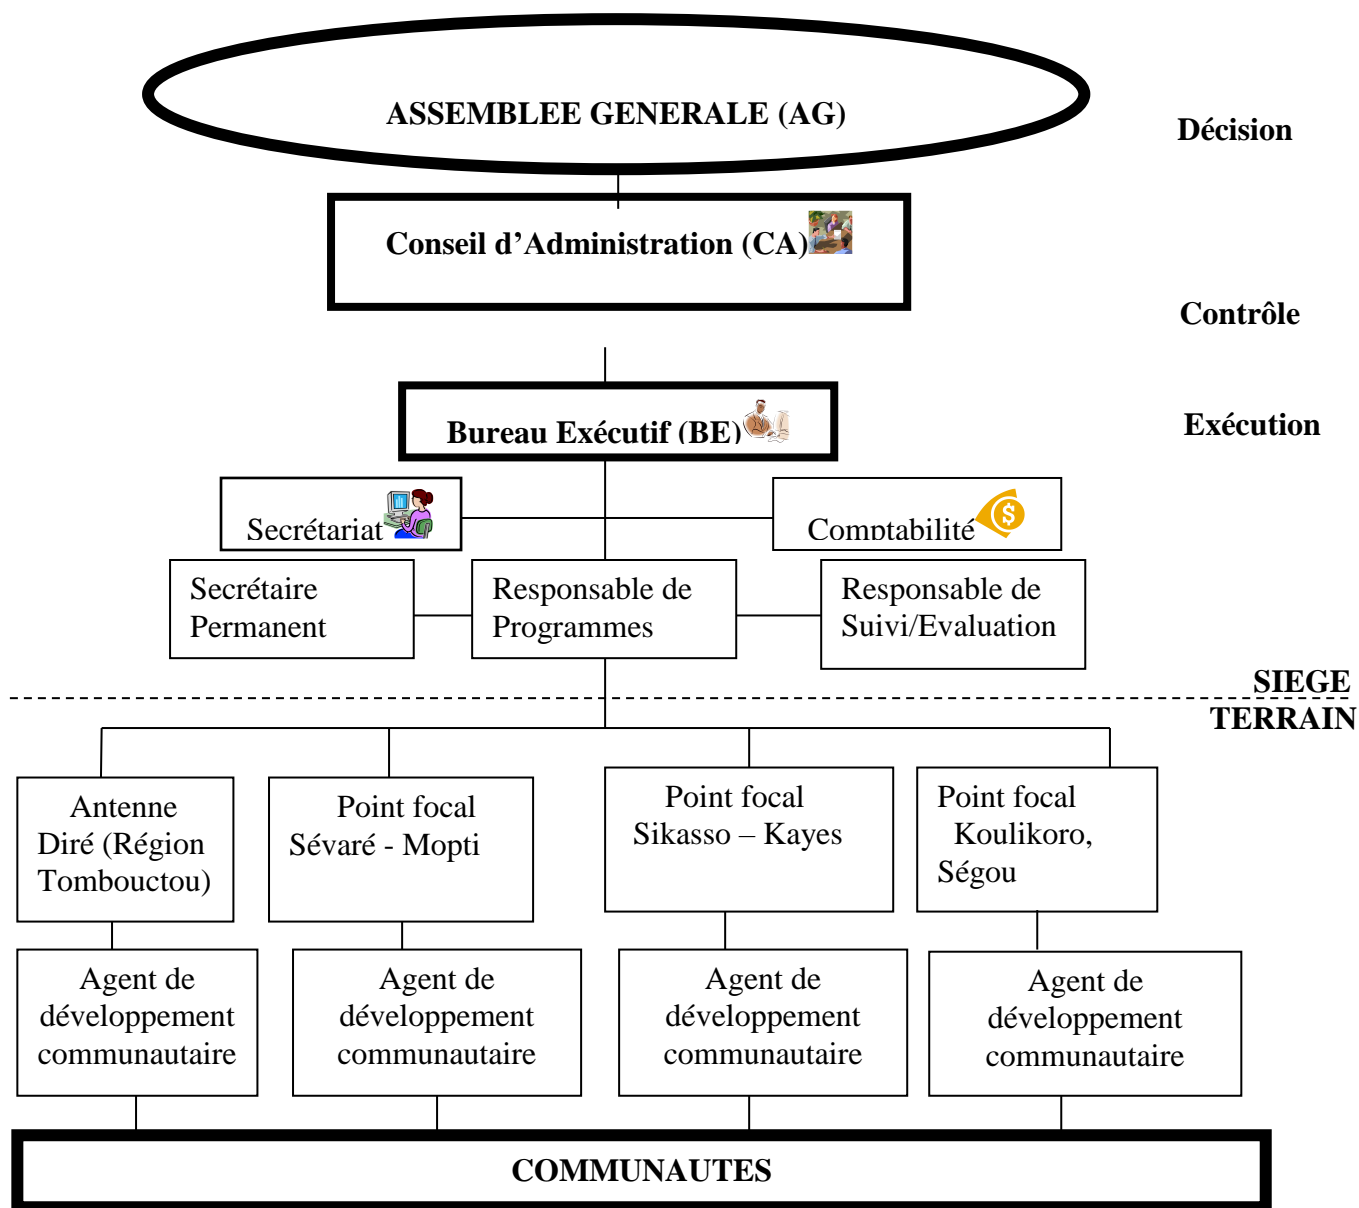 ASSEMBLEE GENERALE (AG)
Décision
Conseil d’Administration (CA)
Contrôle
Bureau Exécutif (BE)
Exécution
Secrétariat
Comptabilité
$
Secrétaire
Permanent
Responsable de
Programmes
Responsable de
Suivi/Evaluation
SIEGE
TERRAIN
Antenne
Diré (Région
Tombouctou)
Point focal
Sévaré - Mopti
Point focal
Sikasso – Kayes
Point focal
Koulikoro,
Ségou
Agent de
développement
communautaire
Agent de
développement
communautaire
Agent de
développement
communautaire
Agent de
développement
communautaire
COMMUNAUTES